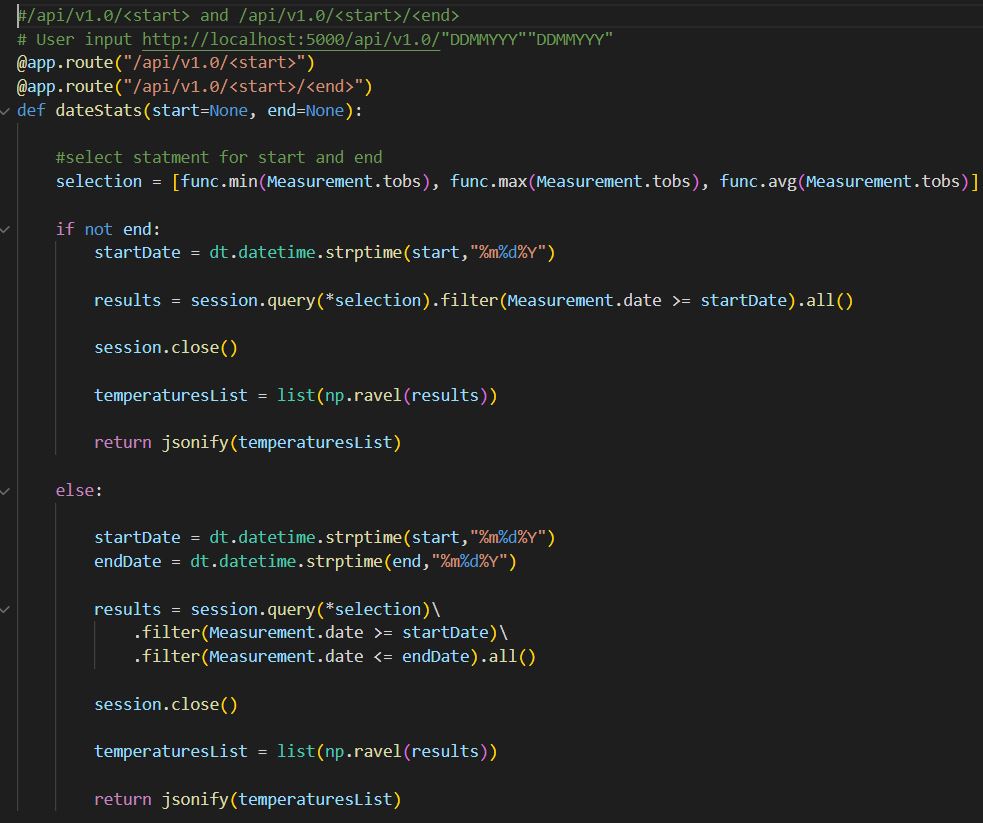 #/api/v1.0/<start> and /api/v1.0/<start>/<end>
# User input http://localhost:5000/api/v1.0/"DDMMYYY""DDMMYYY"
@app.route("/api/v1.0/<start>")
@app.route("/api/v1.0/<start>/<end>")
def dateStats(start=None, end=None):
#select statment for start and end
selection = [func.min(Measurement.tobs), func.max(Measurement.tobs), func.avg(Measurement.tobs)]
if not end:
startDate = dt.datetime.strptime(start,"%m%d%Y")
results = session.query(*selection).filter(Measurement.date >= startDate).all()
session.close()
temperaturesList = list(np.ravel(results))
return jsonify(temperaturesList)
else:
startDate = dt.datetime.strptime(start,"%m%d%Y")
endDate = dt.datetime.strptime(end,"%m%d%Y")
results = session.query(*selection)\
.filter(Measurement.date >= startDate)\
.filter(Measurement.date <= endDate).all()
session.close()
temperaturesList = list(np.ravel(results))
return jsonify(temperaturesList)